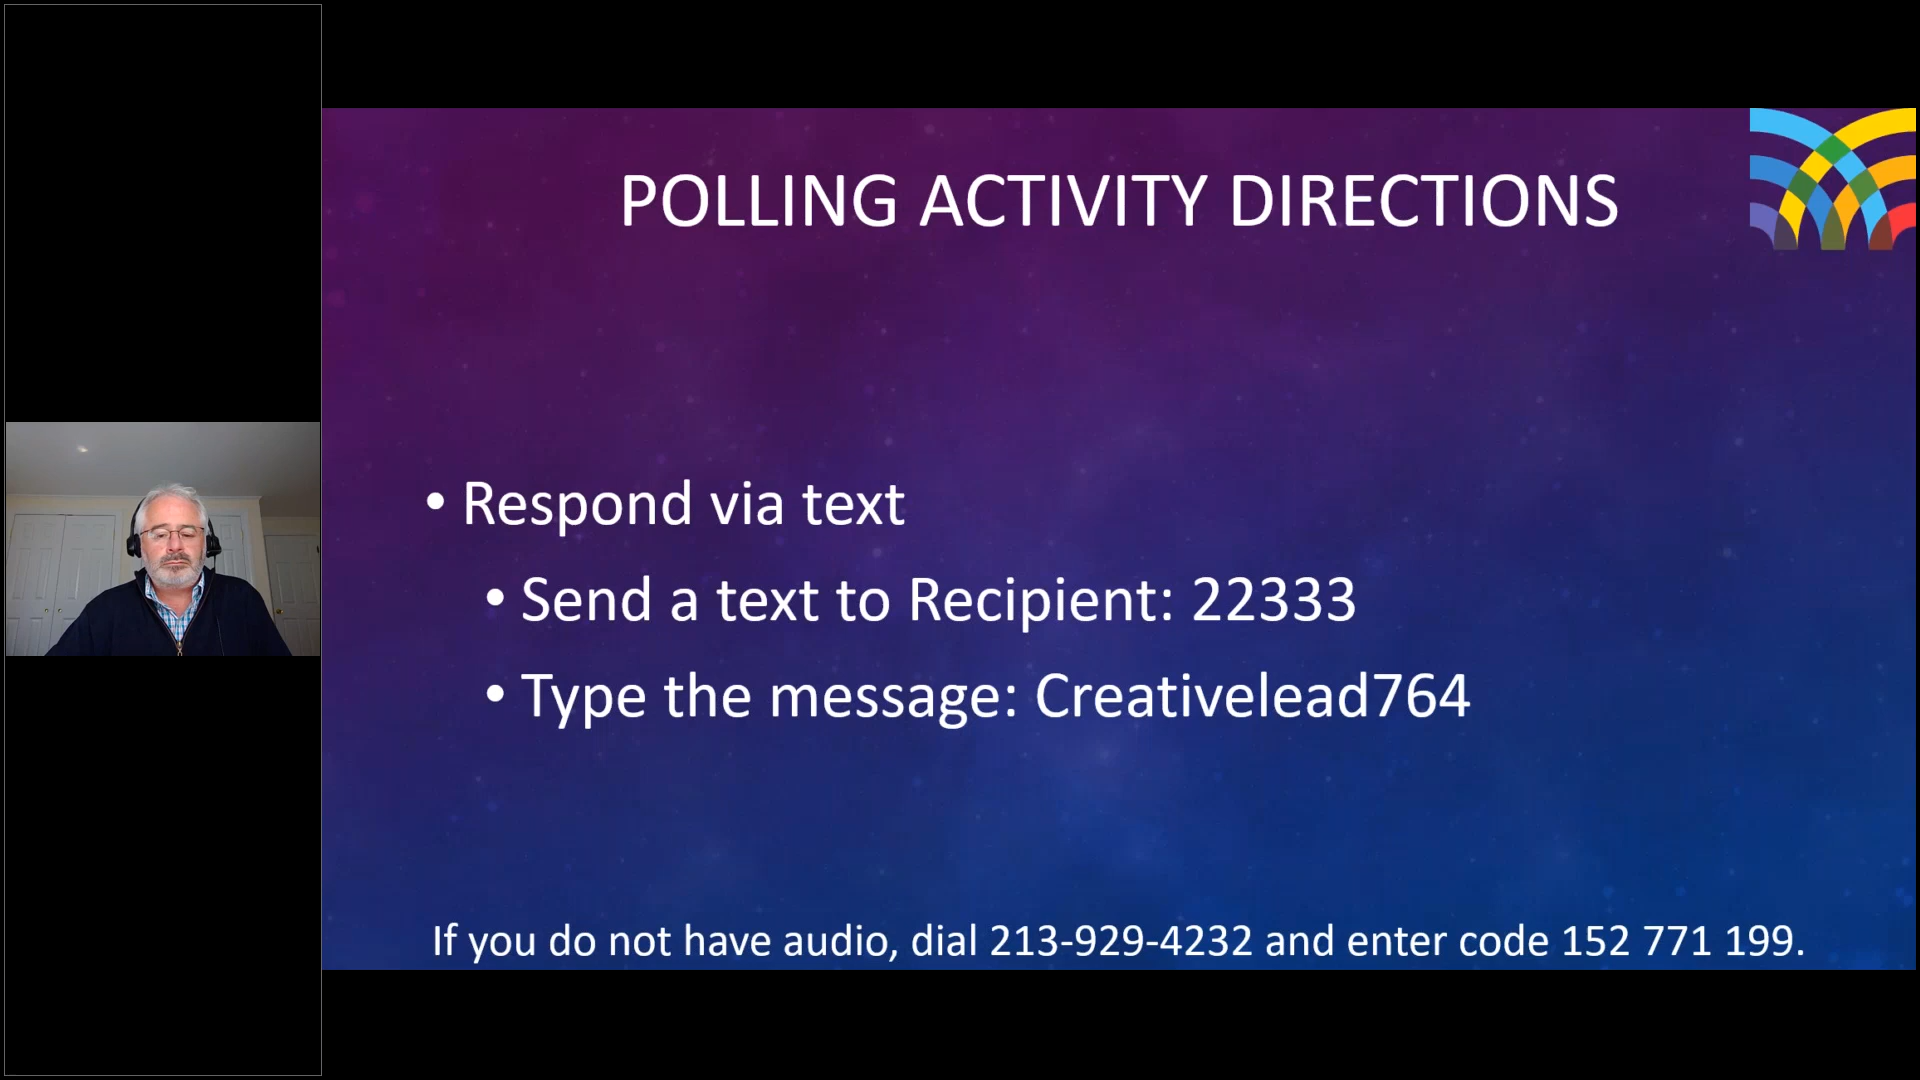 POLLING ACTIVITY DIRECTIONS
• Respond via text
• Send a text to Recipient: 22333
• Type the message: Creativelead764
If you do not have audio, dial 213-929-4232 and enter code 152 771 199.